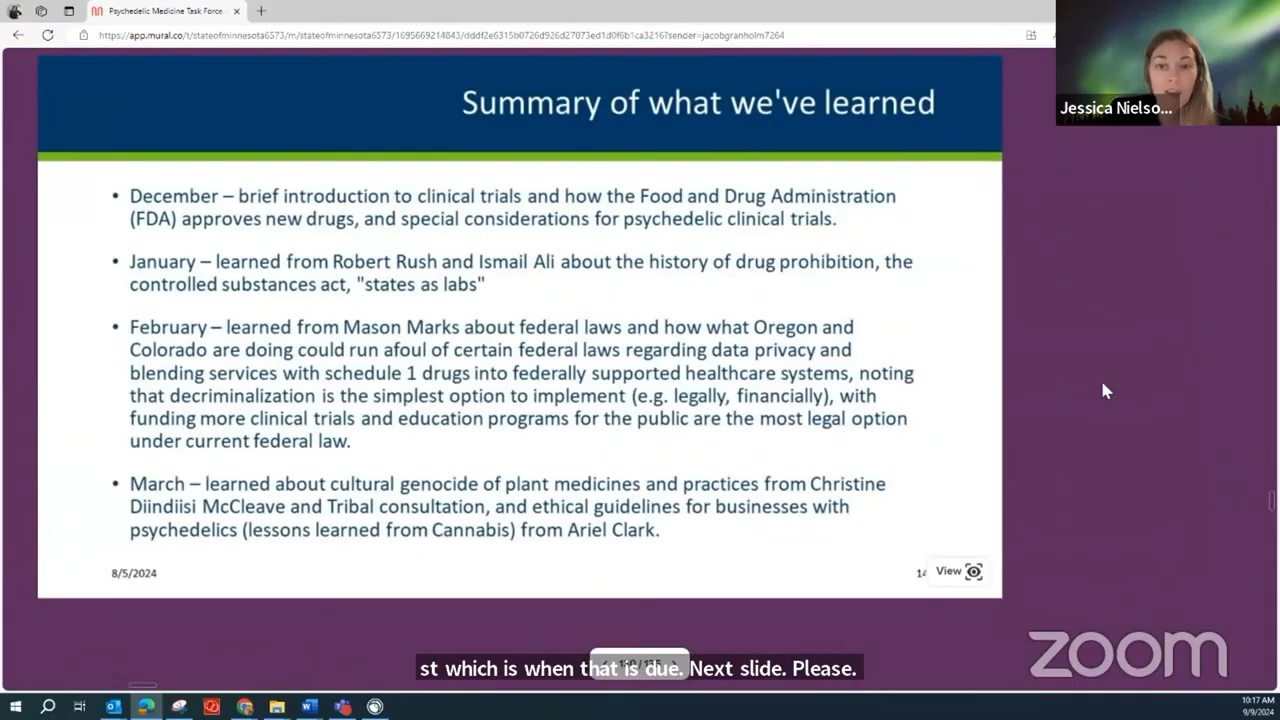 Psychedelic Medicine Task Force
https://app.mural.co/t/stateofminnesota6573/m/stateofminnesota6573/1695669214843/dddf2e6315b0726d926d27073ed1d0f6b1ca3216?sender=jacobgranholm7264
Jessica Nielso...
Summary of what we've learned
• December – brief introduction to clinical trials and how the Food and Drug Administration
(FDA) approves new drugs, and special considerations for psychedelic clinical trials.
• January – learned from Robert Rush and Ismail Ali about the history of drug prohibition, the
controlled substances act, "states as labs"
• February – learned from Mason Marks about federal laws and how what Oregon and
Colorado are doing could run afoul of certain federal laws regarding data privacy and
blending services with schedule 1 drugs into federally supported healthcare systems, noting
that decriminalization is the simplest option to implement (e.g. legally, financially), with
funding more clinical trials and education programs for the public are the most legal option
under current federal law.
• March – learned about cultural genocide of plant medicines and practices from Christine
Diindiisi McCleave and Tribal consultation, and ethical guidelines for businesses with
psychedelics (lessons learned from Cannabis) from Ariel Clark.
8/5/2024
14
View
st which is when that is due. Next slide. Please.
zoom
10:17 AM
9/9/2024